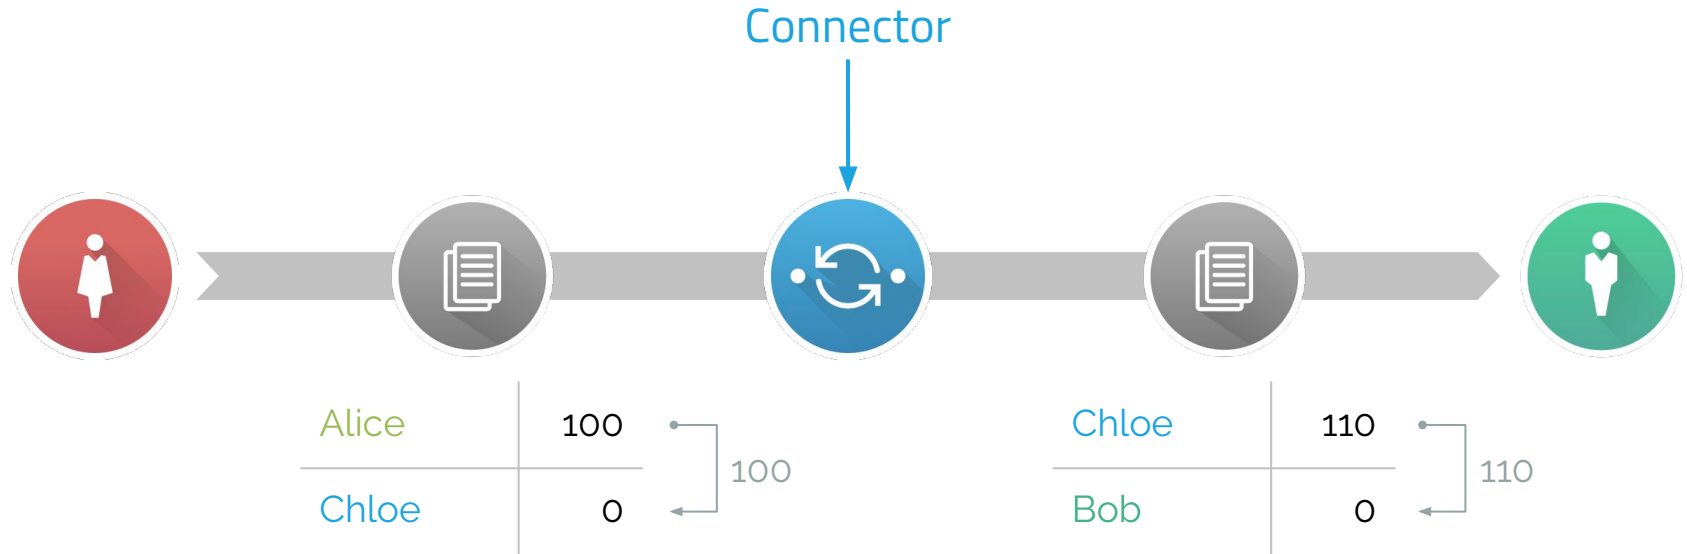 Connector
Alice 100
100
Chloe 0
Chloe 110
110
Bob 0